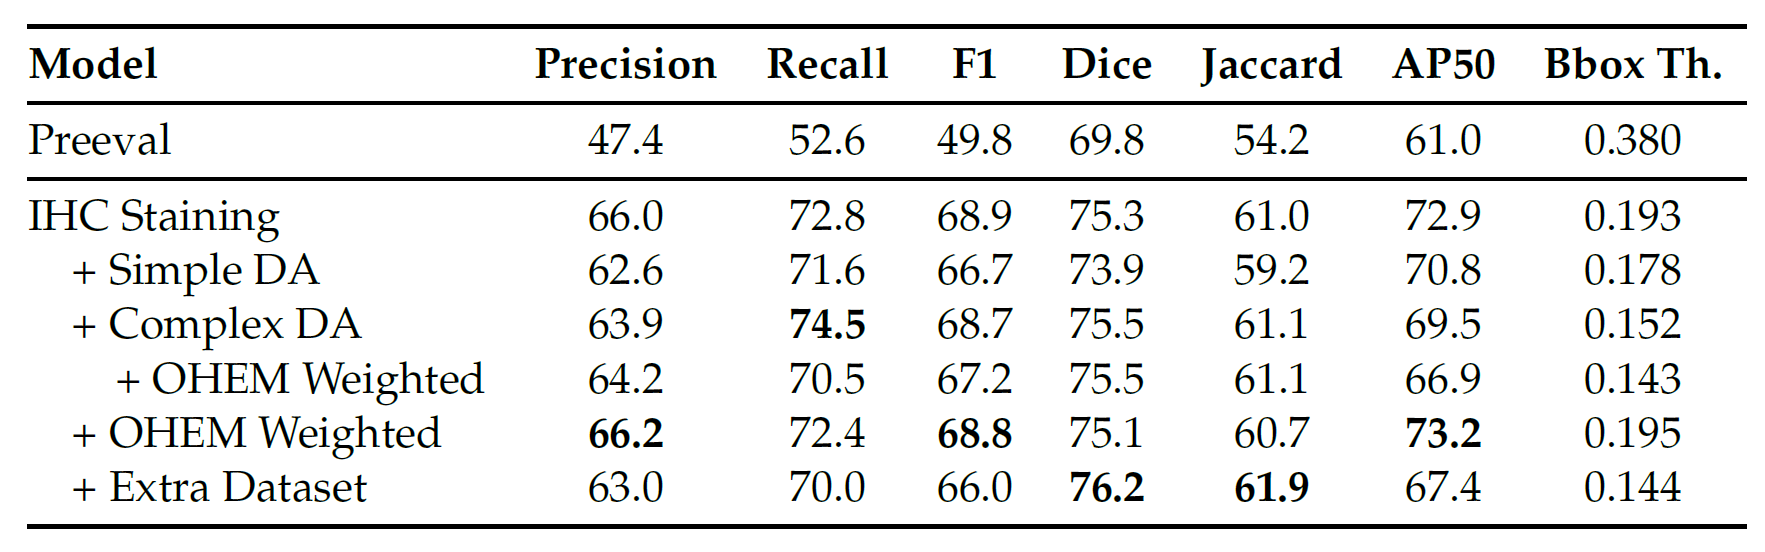 Model Precision Recall F1 Dice Jaccard AP50 Bbox Th.
Preeval 47.4 52.6 49.8 69.8 54.2 61.0 0.380
IHC Staining 66.0 72.8 68.9 75.3 61.0 72.9 0.193
+ Simple DA 62.6 71.6 66.7 73.9 59.2 70.8 0.178
+ Complex DA 63.9 74.5 68.7 75.5 61.1 69.5 0.152
+ OHEM Weighted 64.2 70.5 67.2 75.5 61.1 66.9 0.143
+ OHEM Weighted 66.2 72.4 68.8 75.1 60.7 73.2 0.195
+ Extra Dataset 63.0 70.0 66.0 76.2 61.9 67.4 0.144